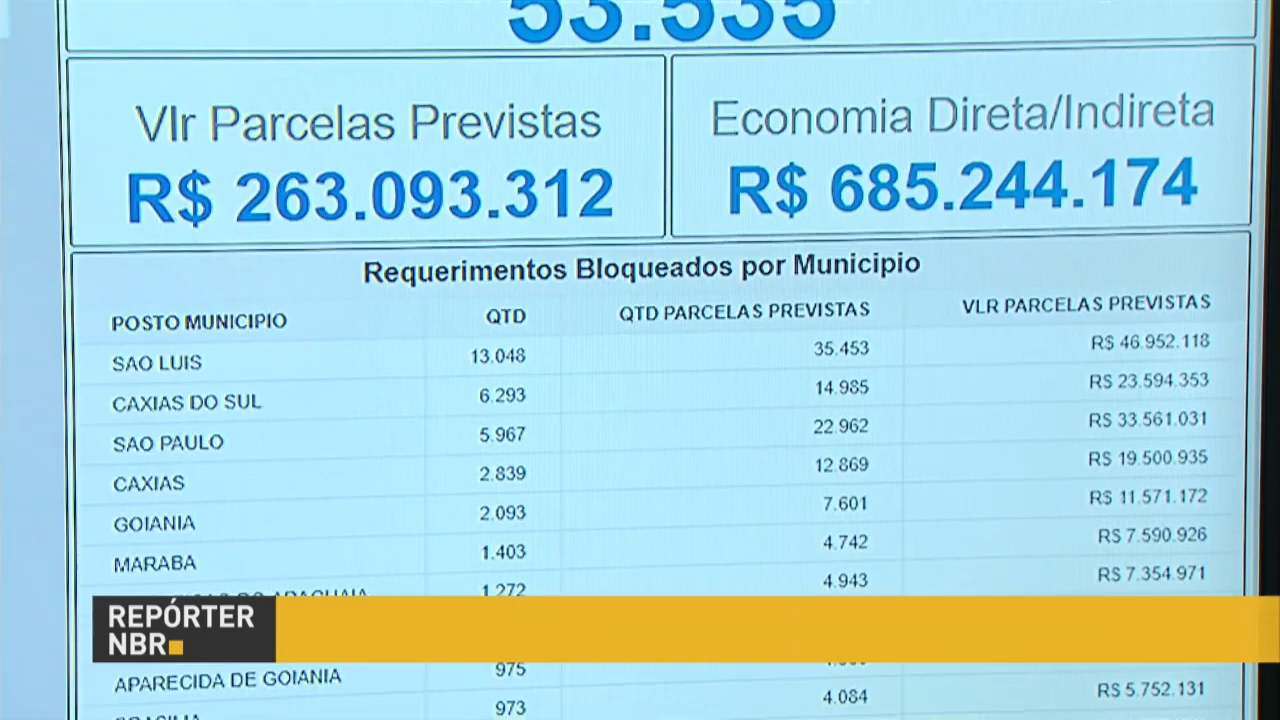 53.535
Vlr Parcelas Previstas
R$ 263.093.312
Economia Direta/Indireta
R$ 685.244.174
Requerimentos Bloqueados por Municipio
POSTO MUNICIPIO QTD QTD PARCELAS PREVISTAS VLR PARCELAS PREVISTAS
SAO LUIS 13.048 35.453 R$ 46.952.118
CAXIAS DO SUL 6.293 14.985 R$ 23.594.353
SAO PAULO 5.967 22.962 R$ 33.561.031
CAXIAS 2.839 12.869 R$ 19.500.935
GOIANIA 2.093 7.601 R$ 11.571.172
MARABA 1.403 4.742 R$ 7.590.926
1.272 4.943 R$ 7.354.971
REPÓRTER
NBR
APARECIDA DE GOIANIA 975
BRASILIA 973 4.084 R$ 5.752.131